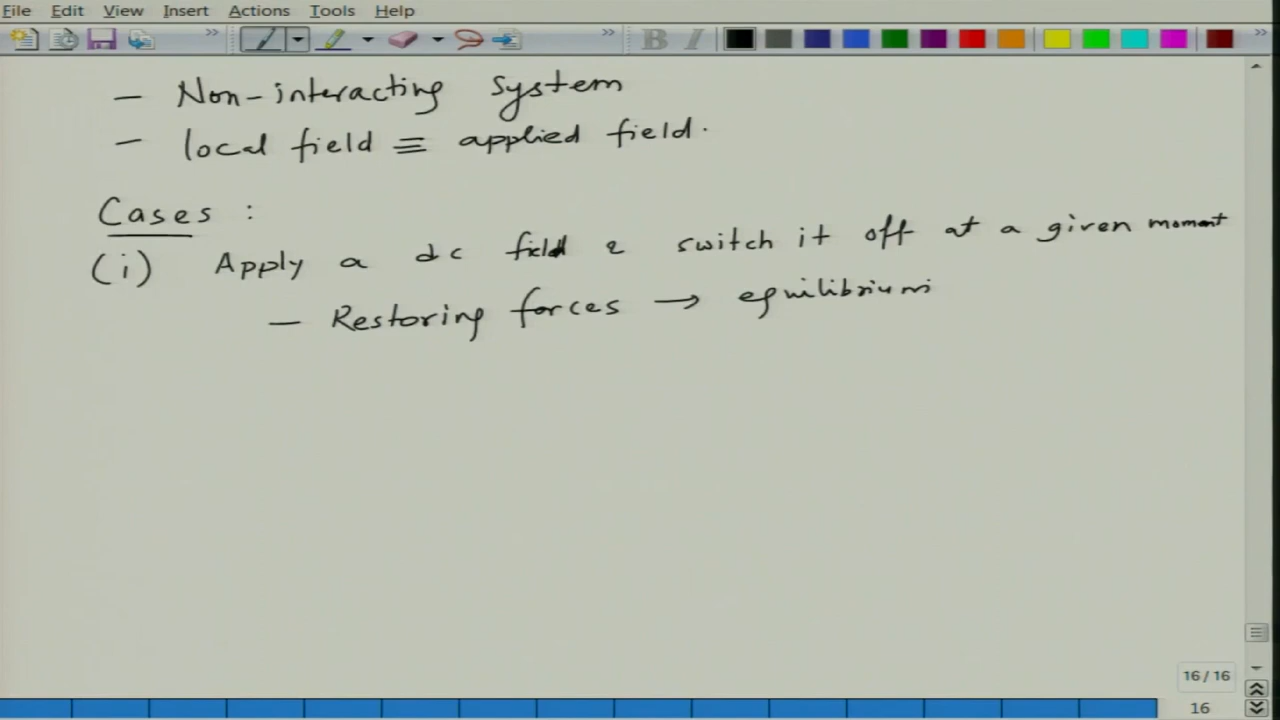 File Edit View Insert Actions Tools Help
B I
- Non-interacting system
- local field ≡ applied field.
Cases :
(i) Apply a dc field & switch it off at a given moment
- Restoring forces → equilibrium
16 / 16
16